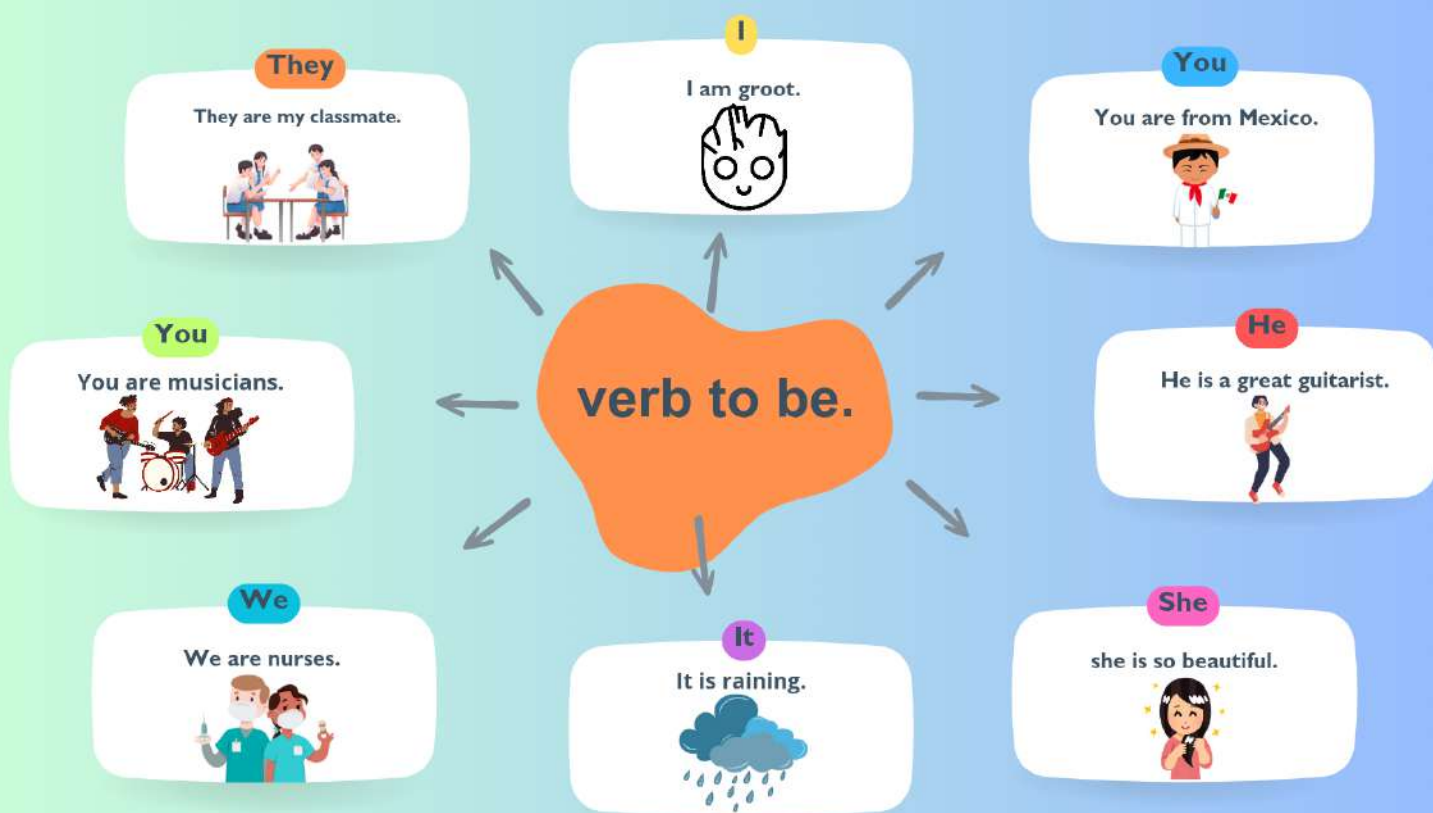 I
I am groot.
They
They are my classmate.
You
You are from Mexico.
You
You are musicians.
verb to be.
He
He is a great guitarist.
We
We are nurses.
It
It is raining.
She
she is so beautiful.